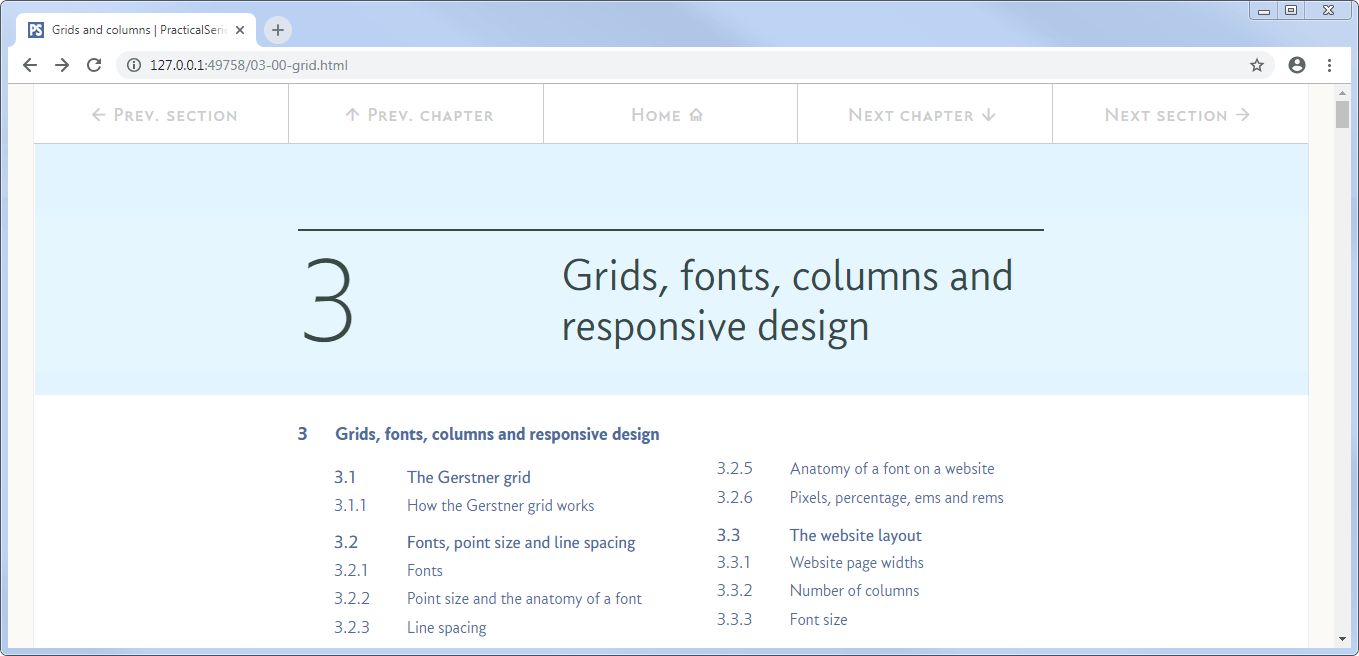 PS Grids and columns | PracticalSerie
127.0.0.1:49758/03-00-grid.html
← Prev. section
↑ Prev. chapter
Home
Next chapter ↓
Next section →
3
Grids, fonts, columns and
responsive design
3 Grids, fonts, columns and responsive design
3.1 The Gerstner grid
3.1.1 How the Gerstner grid works
3.2 Fonts, point size and line spacing
3.2.1 Fonts
3.2.2 Point size and the anatomy of a font
3.2.3 Line spacing
3.2.5 Anatomy of a font on a website
3.2.6 Pixels, percentage, ems and rems
3.3 The website layout
3.3.1 Website page widths
3.3.2 Number of columns
3.3.3 Font size